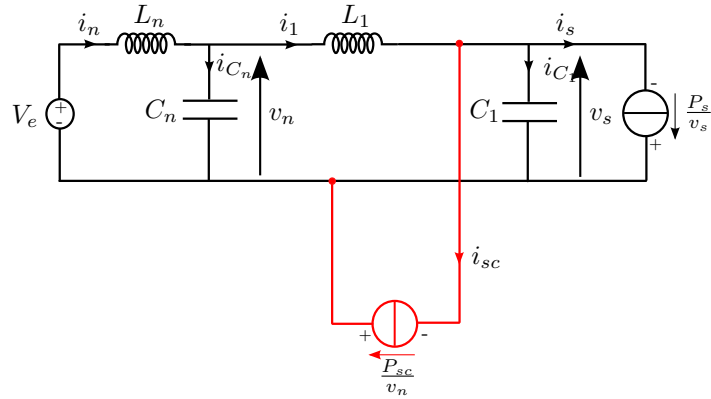 i_n L_n i_1 L_1 i_s
i_{C_n} i_{C_1} -
V_e + - C_n v_n C_1 v_s P_s/v_s
+
i_{sc}
+ -
P_{sc}/v_n